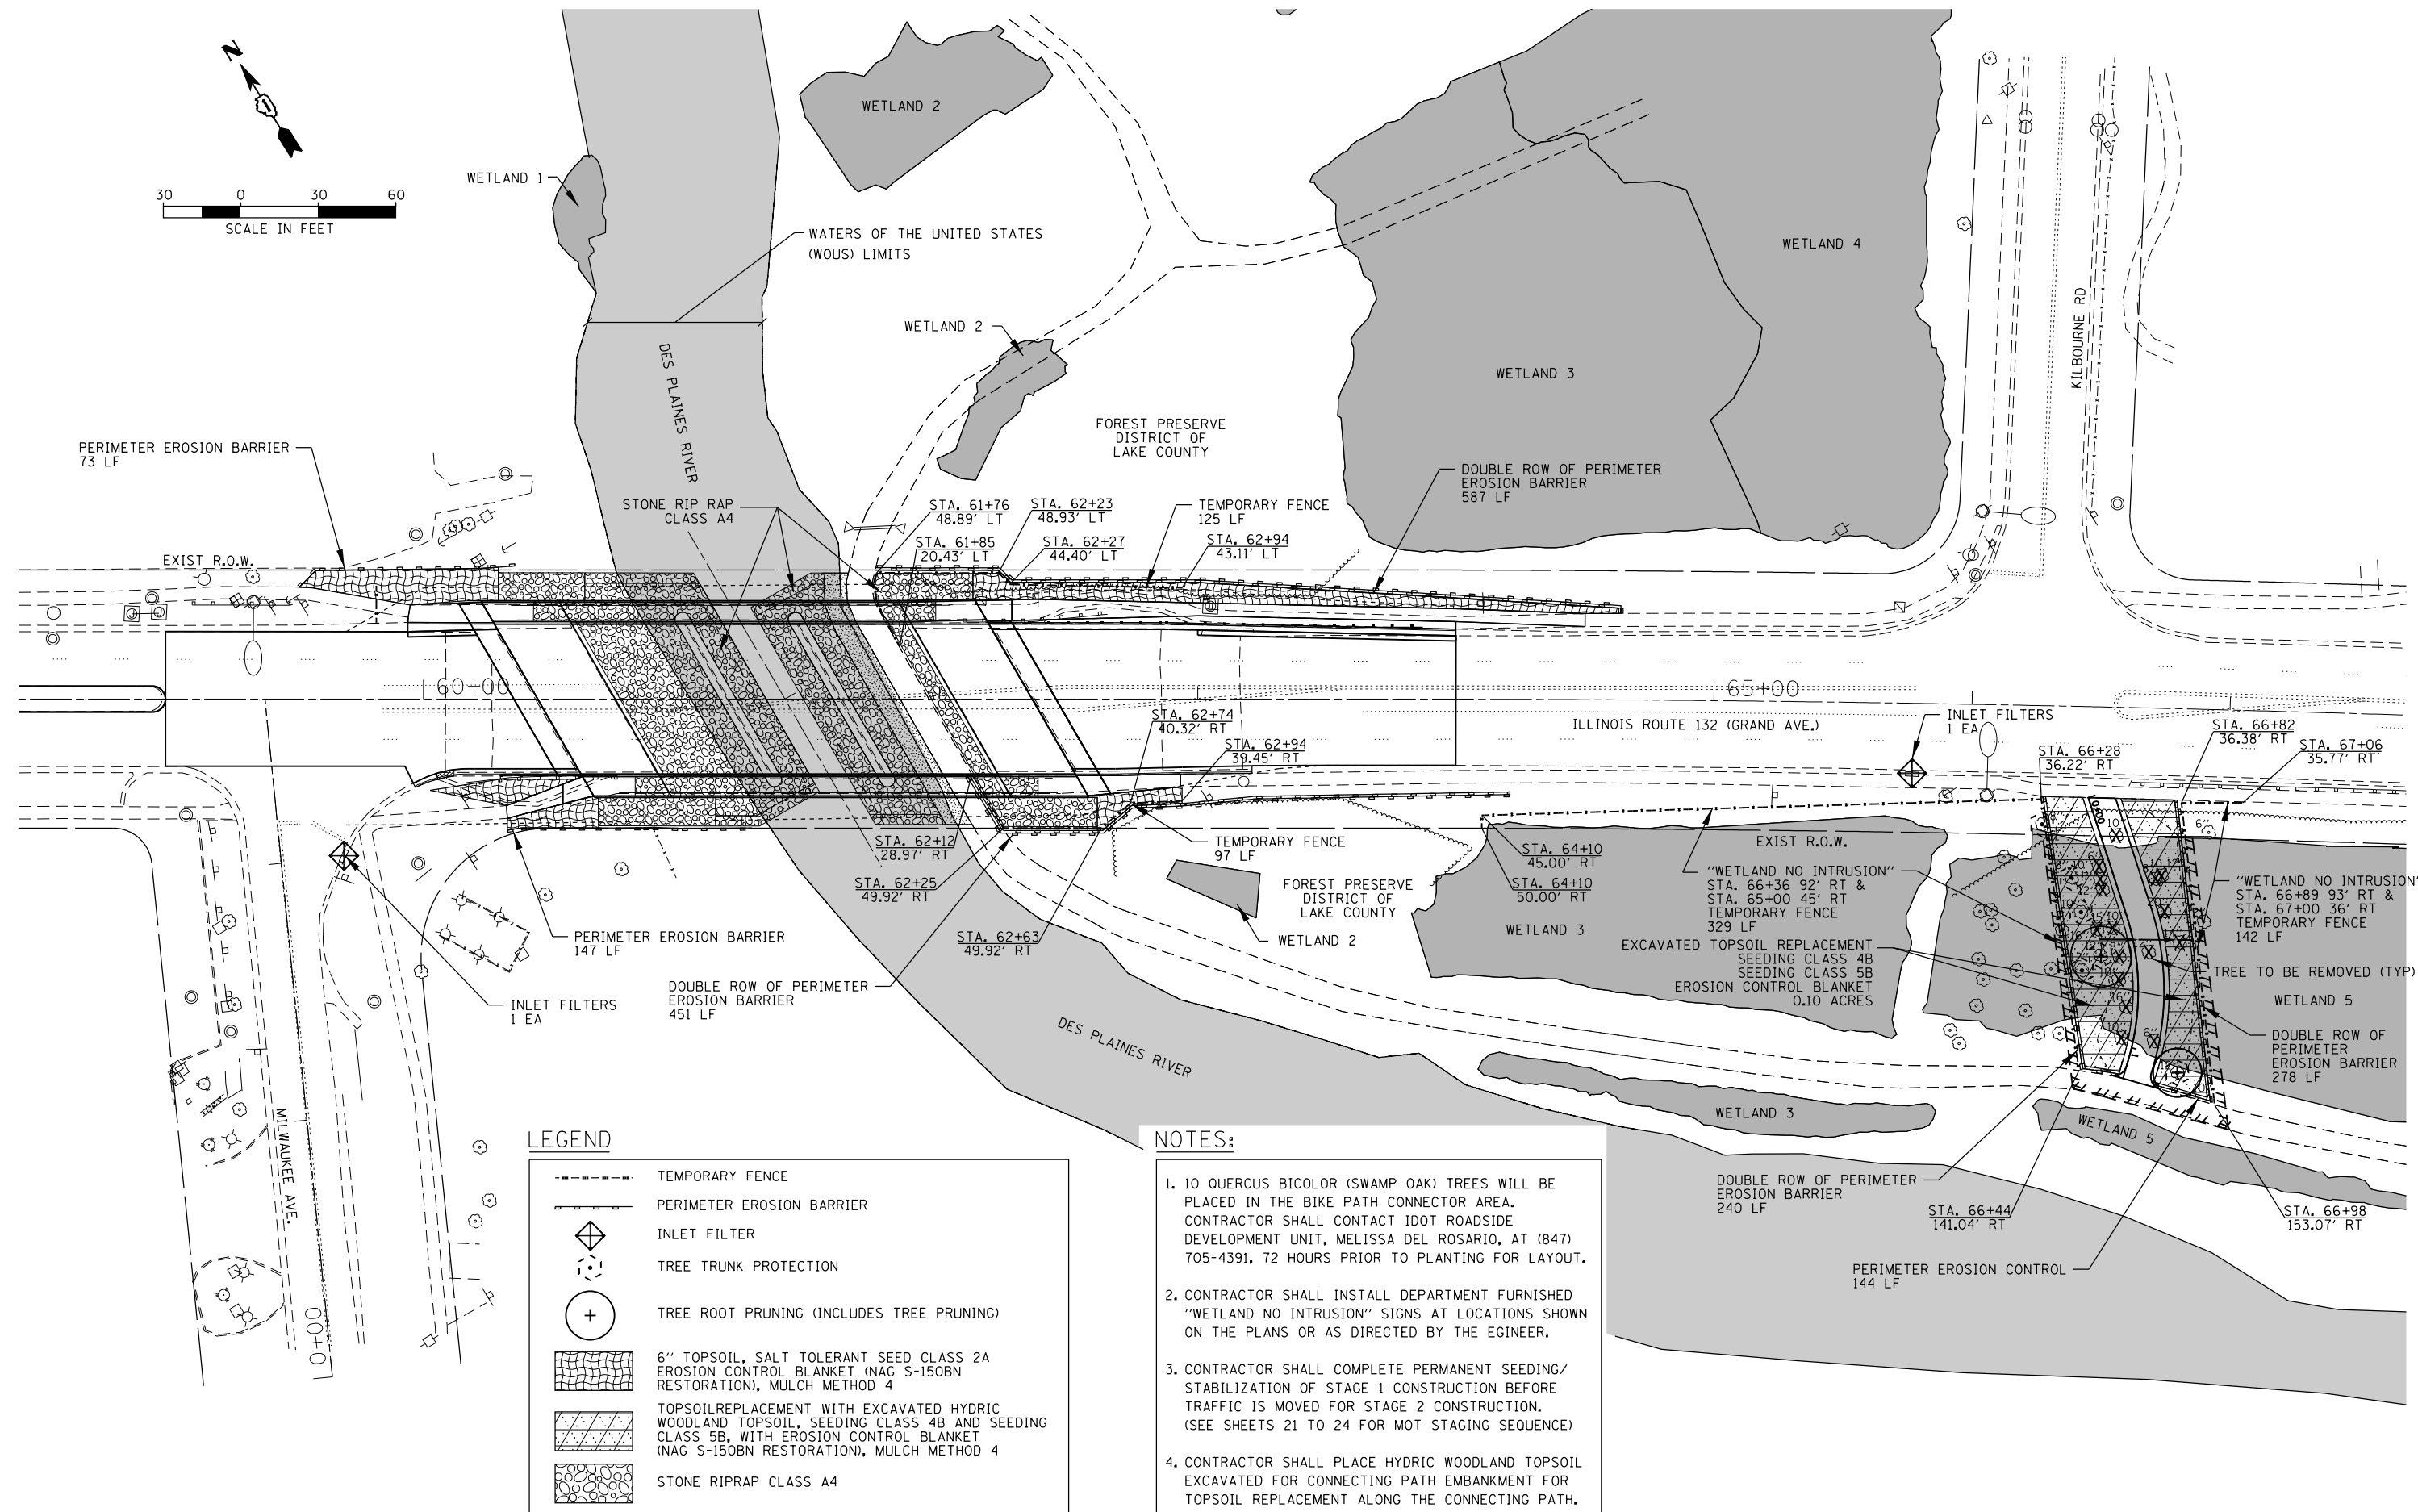 N
1
30 0 30 60
SCALE IN FEET
WETLAND 1
WETLAND 2
WATERS OF THE UNITED STATES
(WOUS) LIMITS
WETLAND 2
DES PLAINES RIVER
FOREST PRESERVE
DISTRICT OF
LAKE COUNTY
WETLAND 3
WETLAND 4
KILBOURNE RD
PERIMETER EROSION BARRIER
73 LF
EXIST R.O.W.
STONE RIP RAP
CLASS A4
STA. 61+76
48.89' LT
STA. 61+85
20.43' LT
STA. 62+23
48.93' LT
STA. 62+27
44.40' LT
TEMPORARY FENCE
125 LF
STA. 62+94
43.11' LT
DOUBLE ROW OF PERIMETER
EROSION BARRIER
587 LF
60+00
65+00
ILLINOIS ROUTE 132 (GRAND AVE.)
STA. 62+74
40.32' RT
STA. 62+94
39.45' RT
INLET FILTERS
1 EA
STA. 66+28
36.22' RT
STA. 66+82
36.38' RT
STA. 67+06
35.77' RT
STA. 62+12
28.97' RT
STA. 62+25
49.92' RT
STA. 62+63
49.92' RT
TEMPORARY FENCE
97 LF
FOREST PRESERVE
DISTRICT OF
LAKE COUNTY
WETLAND 2
STA. 64+10
45.00' RT
STA. 64+10
50.00' RT
WETLAND 3
EXIST R.O.W.
"WETLAND NO INTRUSION"
STA. 66+36 92' RT &
STA. 65+00 45' RT
TEMPORARY FENCE
329 LF
EXCAVATED TOPSOIL REPLACEMENT
SEEDING CLASS 4B
SEEDING CLASS 5B
EROSION CONTROL BLANKET
0.10 ACRES
"WETLAND NO INTRUSION"
STA. 66+89 93' RT &
STA. 67+00 36' RT
TEMPORARY FENCE
142 LF
TREE TO BE REMOVED (TYP)
WETLAND 5
DOUBLE ROW OF
PERIMETER
EROSION BARRIER
278 LF
PERIMETER EROSION BARRIER
147 LF
INLET FILTERS
1 EA
DOUBLE ROW OF PERIMETER
EROSION BARRIER
451 LF
DES PLAINES RIVER
MILWAUKEE AVE.
0+00
WETLAND 3
WETLAND 5
DOUBLE ROW OF PERIMETER
EROSION BARRIER
240 LF
STA. 66+44
141.04' RT
STA. 66+98
153.07' RT
PERIMETER EROSION CONTROL
144 LF
LEGEND
TEMPORARY FENCE
PERIMETER EROSION BARRIER
INLET FILTER
TREE TRUNK PROTECTION
TREE ROOT PRUNING (INCLUDES TREE PRUNING)
6" TOPSOIL, SALT TOLERANT SEED CLASS 2A
EROSION CONTROL BLANKET (NAG S-150BN
RESTORATION), MULCH METHOD 4
TOPSOILREPLACEMENT WITH EXCAVATED HYDRIC
WOODLAND TOPSOIL, SEEDING CLASS 4B AND SEEDING
CLASS 5B, WITH EROSION CONTROL BLANKET
(NAG S-150BN RESTORATION), MULCH METHOD 4
STONE RIPRAP CLASS A4
NOTES:
1. 10 QUERCUS BICOLOR (SWAMP OAK) TREES WILL BE
PLACED IN THE BIKE PATH CONNECTOR AREA.
CONTRACTOR SHALL CONTACT IDOT ROADSIDE
DEVELOPMENT UNIT, MELISSA DEL ROSARIO, AT (847)
705-4391, 72 HOURS PRIOR TO PLANTING FOR LAYOUT.
2. CONTRACTOR SHALL INSTALL DEPARTMENT FURNISHED
"WETLAND NO INTRUSION" SIGNS AT LOCATIONS SHOWN
ON THE PLANS OR AS DIRECTED BY THE EGINEER.
3. CONTRACTOR SHALL COMPLETE PERMANENT SEEDING/
STABILIZATION OF STAGE 1 CONSTRUCTION BEFORE
TRAFFIC IS MOVED FOR STAGE 2 CONSTRUCTION.
(SEE SHEETS 21 TO 24 FOR MOT STAGING SEQUENCE)
4. CONTRACTOR SHALL PLACE HYDRIC WOODLAND TOPSOIL
EXCAVATED FOR CONNECTING PATH EMBANKMENT FOR
TOPSOIL REPLACEMENT ALONG THE CONNECTING PATH.